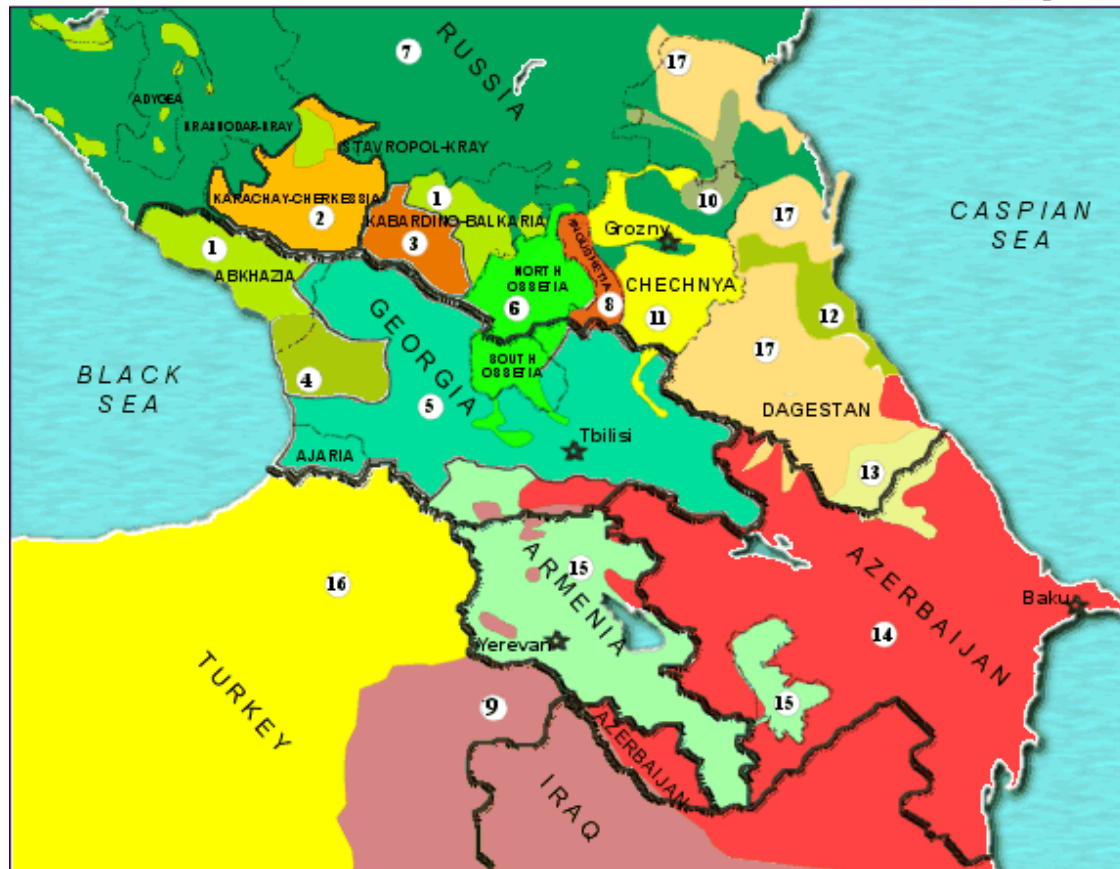 7
RUSSIA
17
ADYGEA
KRASNODAR-KRAY
STAVROPOL-KRAY
10
KARACHAY-CHERKESSIA
1
KABARDINO-BALKARIA
17
CASPIAN
SEA
2
3
INGUSHETIA
Grozny
1
ABKHAZIA
NORTH
OSSETIA
CHECHNYA
6
8
11
12
GEORGIA
SOUTH
OSSETIA
17
BLACK
SEA
4
5
DAGESTAN
Tbilisi
AJARIA
13
15
ARMENIA
AZERBAIJAN
16
Baku
Yerevan
14
TURKEY
15
9
AZERBAIJAN
IRAQ